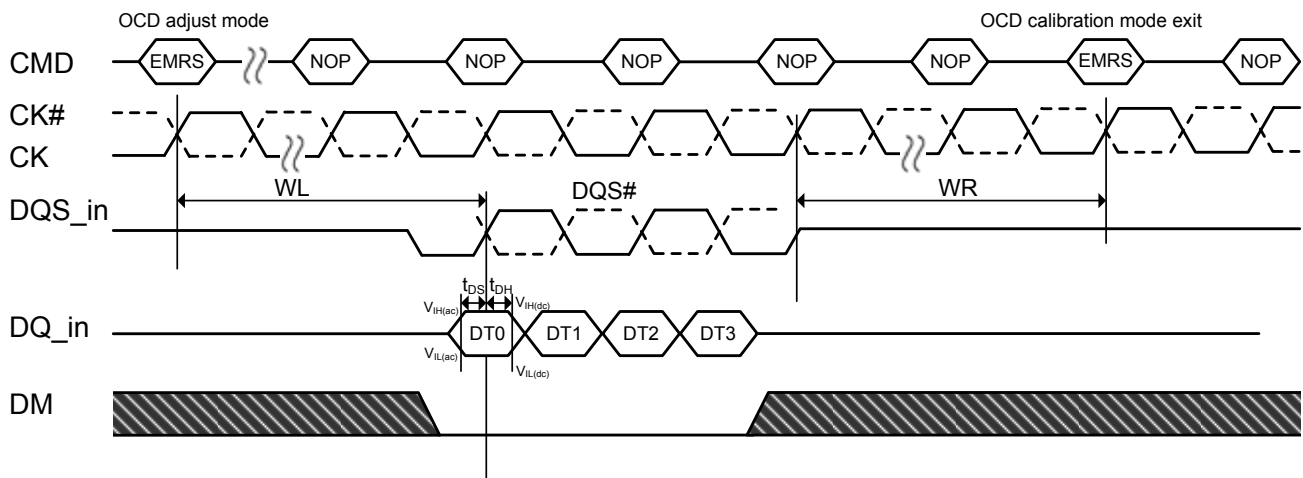 OCD adjust mode OCD calibration mode exit
CMD EMRS NOP NOP NOP NOP NOP EMRS NOP
CK#
CK
WL DQS# WR
DQS_in
tDS tDH
VIH(ac) VIH(dc)
DQ_in DT0 DT1 DT2 DT3
VIL(ac) VIL(dc)
DM